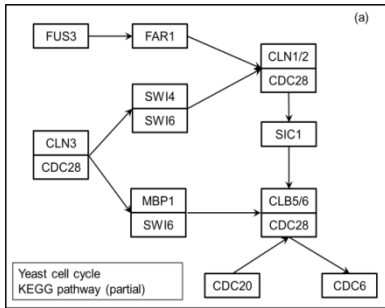 (a)
FUS3
FAR1
CLN1/2
CDC28
SWI4
SWI6
SIC1
CLN3
CDC28
MBP1
SWI6
CLB5/6
CDC28
CDC20
CDC6
Yeast cell cycle
KEGG pathway (partial)